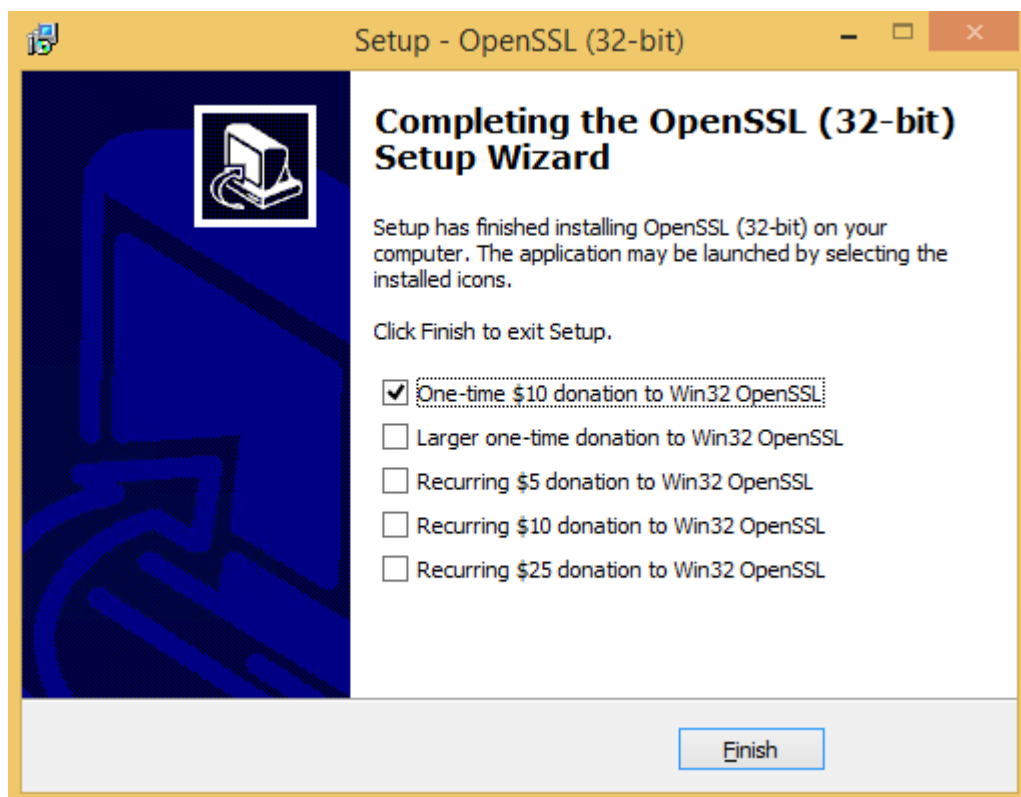 Setup - OpenSSL (32-bit)
Completing the OpenSSL (32-bit)
Setup Wizard
Setup has finished installing OpenSSL (32-bit) on your
computer. The application may be launched by selecting the
installed icons.
Click Finish to exit Setup.
One-time $10 donation to Win32 OpenSSL
Larger one-time donation to Win32 OpenSSL
Recurring $5 donation to Win32 OpenSSL
Recurring $10 donation to Win32 OpenSSL
Recurring $25 donation to Win32 OpenSSL
Finish